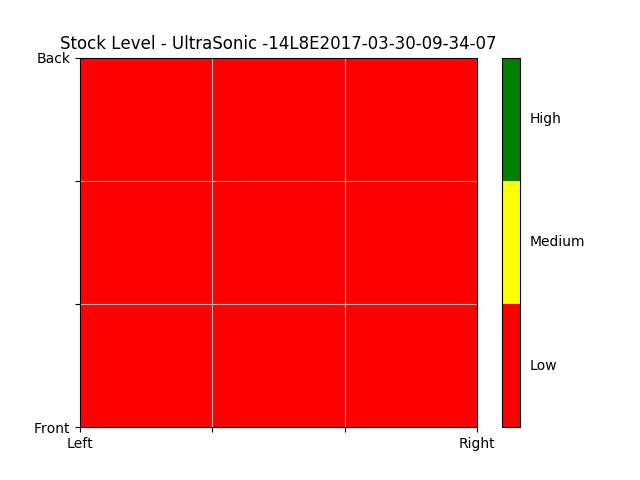 Stock Level - UltraSonic -14L8E2017-03-30-09-34-07
Back
High
Medium
Low
Front
Left
Right